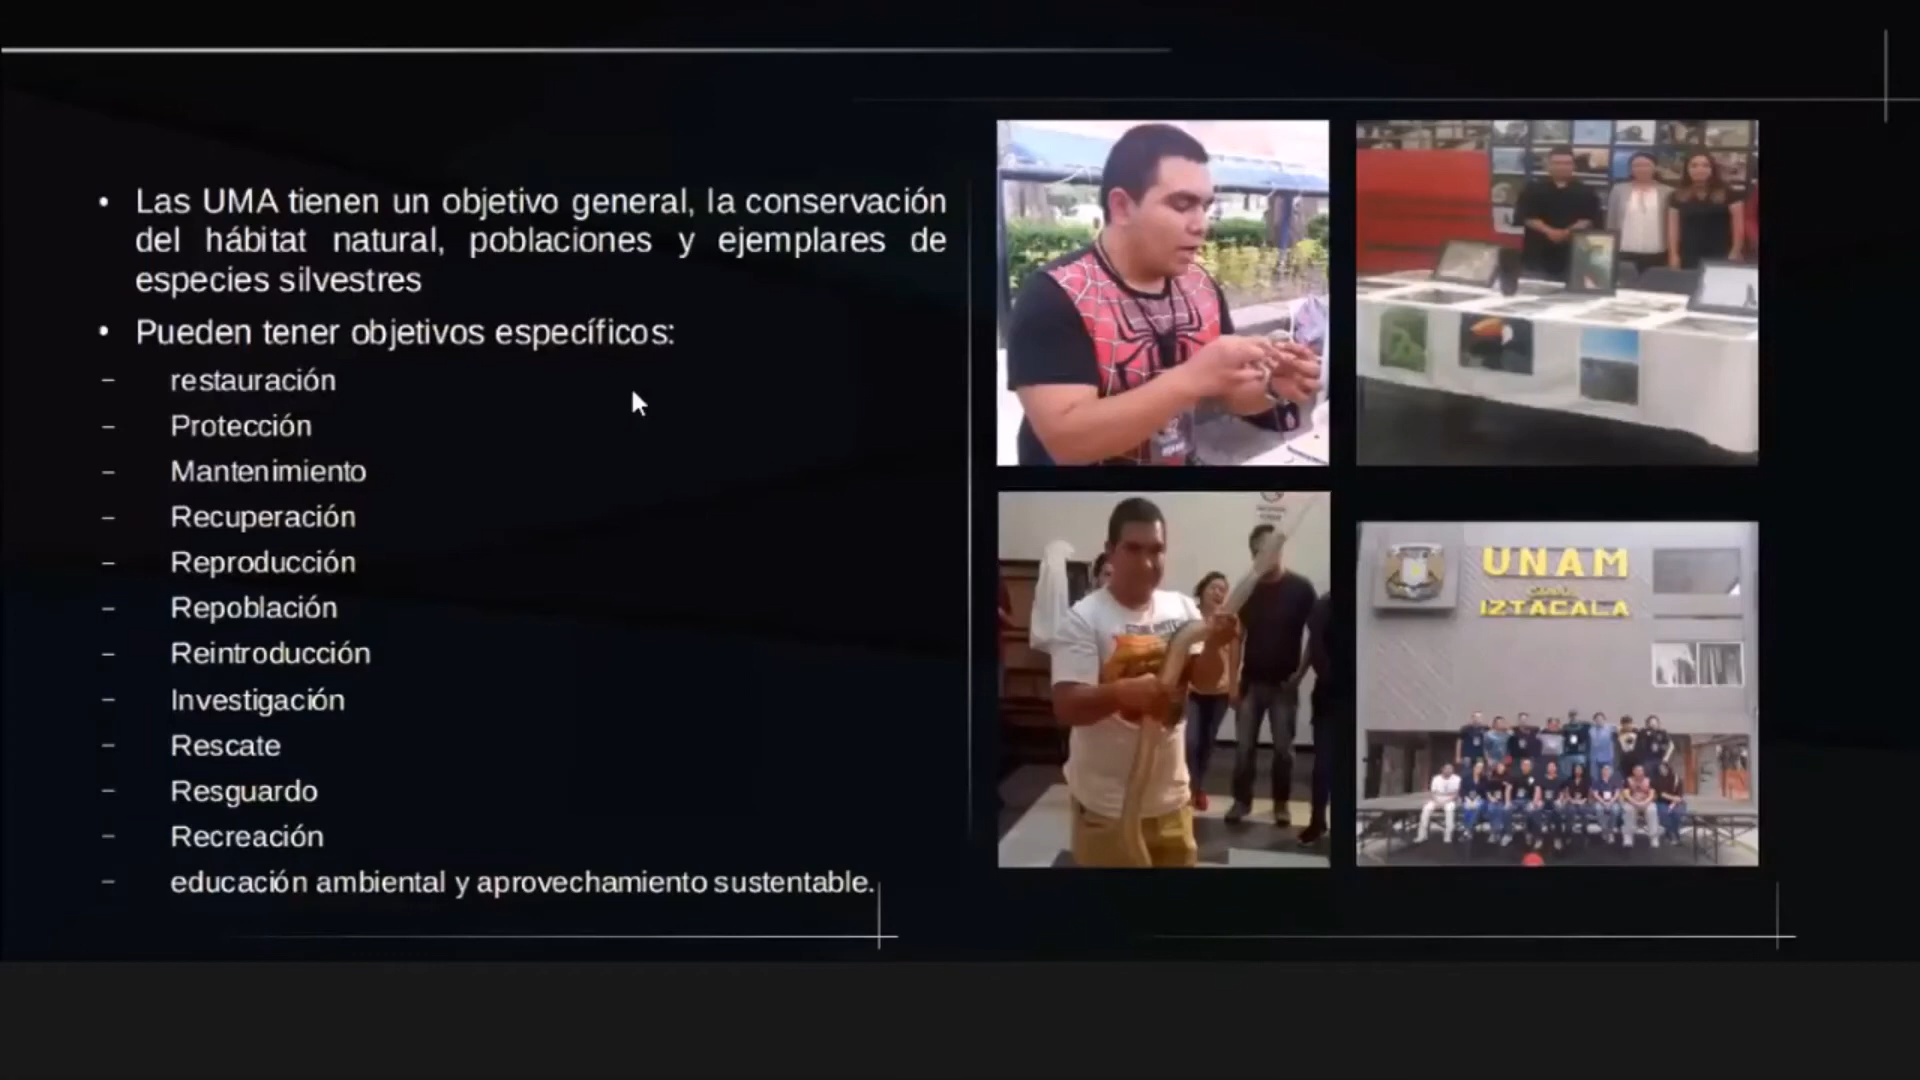 • Las UMA tienen un objetivo general, la conservación
del hábitat natural, poblaciones y ejemplares de
especies silvestres
• Pueden tener objetivos específicos:
– restauración
– Protección
– Mantenimiento
– Recuperación
– Reproducción
– Repoblación
– Reintroducción
– Investigación
– Rescate
– Resguardo
– Recreación
– educación ambiental y aprovechamiento sustentable.
UNAM
IZTACALA